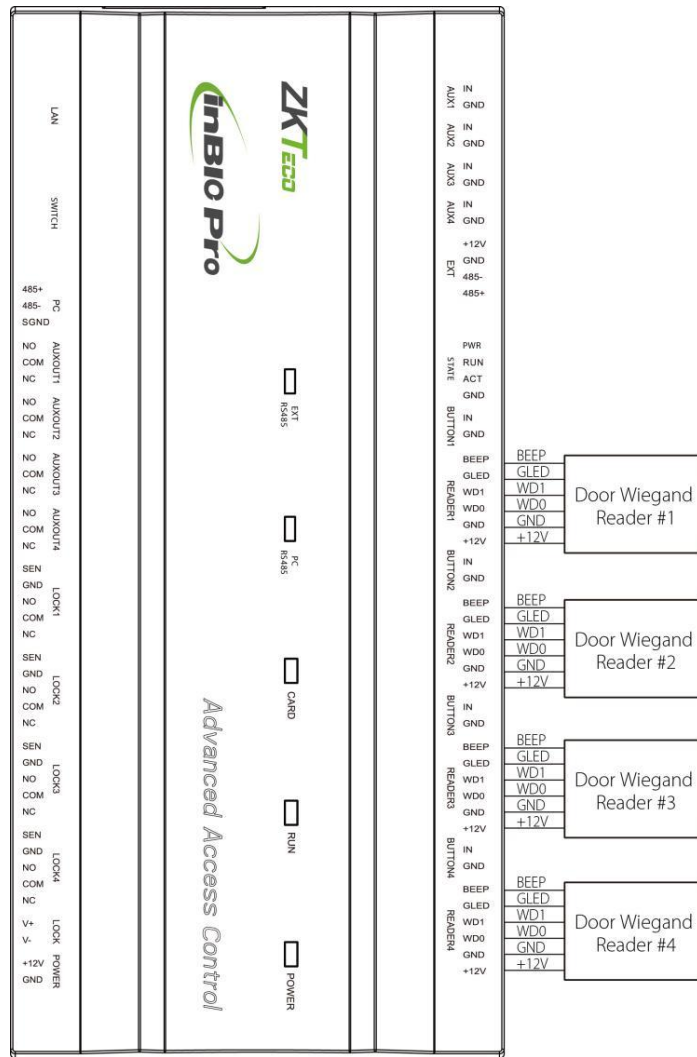 LAN
SWITCH
485+
485-
SGND
PC
NO
COM
NC
AUXOUT1
NO
COM
NC
AUXOUT2
NO
COM
NC
AUXOUT3
NO
COM
NC
AUXOUT4
SEN
GND
NO
COM
NC
LOCK1
SEN
GND
NO
COM
NC
LOCK2
SEN
GND
NO
COM
NC
LOCK3
SEN
GND
NO
COM
NC
LOCK4
V+
V-
LOCK
+12V
GND
POWER
ZKTECO
inBIO Pro
EXT
RS485
PC
RS485
CARD
RUN
POWER
Advanced Access Control
AUX1
IN
GND
AUX2
IN
GND
AUX3
IN
GND
AUX4
IN
GND
EXT
+12V
GND
485-
485+
STATE
PWR
RUN
ACT
GND
BUTTON1
IN
GND
READER1
BEEP
GLED
WD1
WD0
GND
+12V
BUTTON2
IN
GND
READER2
BEEP
GLED
WD1
WD0
GND
+12V
BUTTON3
IN
GND
READER3
BEEP
GLED
WD1
WD0
GND
+12V
BUTTON4
IN
GND
READER4
BEEP
GLED
WD1
WD0
GND
+12V
BEEP
GLED
WD1
WD0
GND
+12V
Door Wiegand
Reader #1
BEEP
GLED
WD1
WD0
GND
+12V
Door Wiegand
Reader #2
BEEP
GLED
WD1
WD0
GND
+12V
Door Wiegand
Reader #3
BEEP
GLED
WD1
WD0
GND
+12V
Door Wiegand
Reader #4